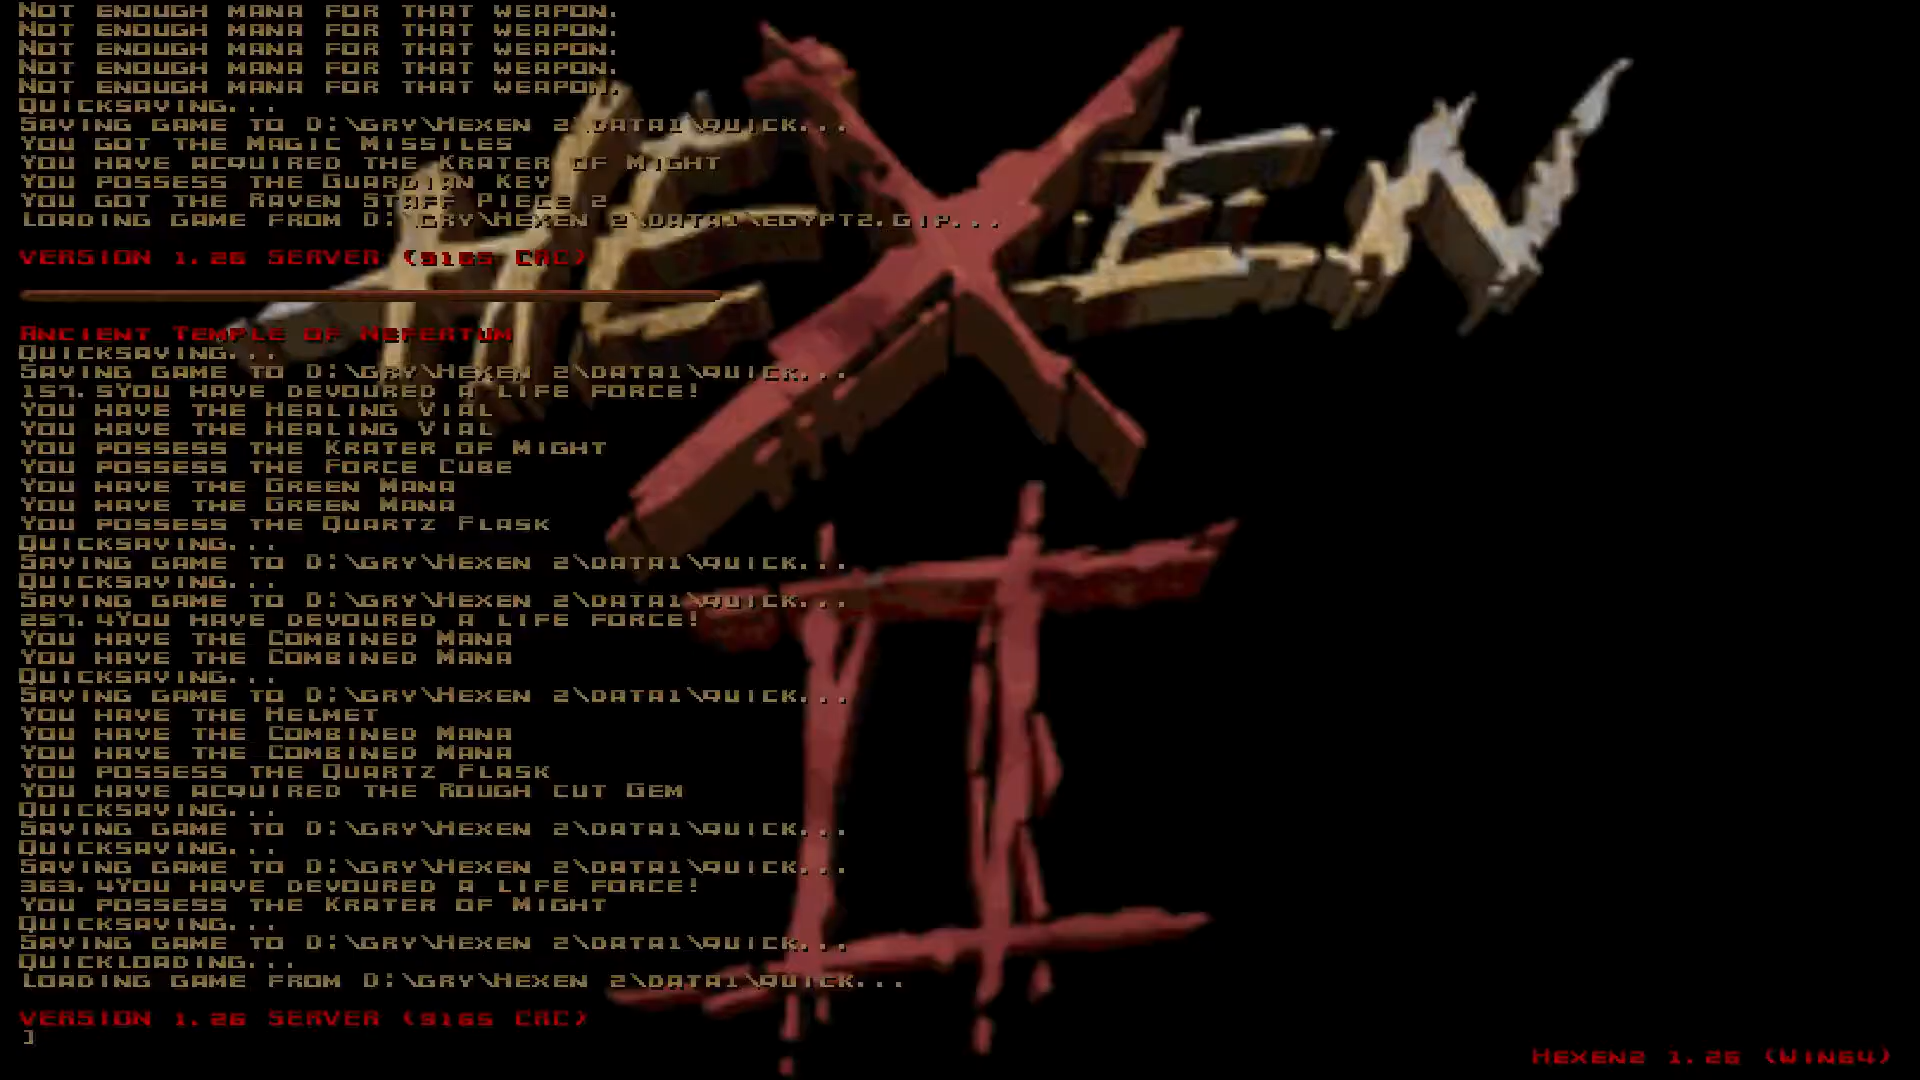 Not enough mana for that weapon.
Not enough mana for that weapon.
Not enough mana for that weapon.
Not enough mana for that weapon.
Not enough mana for that weapon.
Quicksaving...
Saving game to D:\Gry\Hexen 2\data1\quick...
You got the Magic Missiles
You have acquired the Krater of Might
You possess the Guardian Key
You got the Raven Staff Piece 2
Loading game from D:\Gry\Hexen 2\data1\egypt2.gip...
Version 1.26 server (9165 CRC)
Ancient Temple of Nefertum
Quicksaving...
Saving game to D:\Gry\Hexen 2\data1\quick...
157.5You have devoured a life force!
You have the Healing Vial
You have the Healing Vial
You possess the Krater of Might
You possess the Force Cube
You have the Green Mana
You have the Green Mana
You possess the Quartz Flask
Quicksaving...
Saving game to D:\Gry\Hexen 2\data1\quick...
Quicksaving...
Saving game to D:\Gry\Hexen 2\data1\quick...
257.4You have devoured a life force!
You have the Combined Mana
You have the Combined Mana
Quicksaving...
Saving game to D:\Gry\Hexen 2\data1\quick...
You have the Helmet
You have the Combined Mana
You have the Combined Mana
You possess the Quartz Flask
You have acquired the Rough cut Gem
Quicksaving...
Saving game to D:\Gry\Hexen 2\data1\quick...
Quicksaving...
Saving game to D:\Gry\Hexen 2\data1\quick...
363.4You have devoured a life force!
You possess the Krater of Might
Quicksaving...
Saving game to D:\Gry\Hexen 2\data1\quick...
Quickloading...
Loading game from D:\Gry\Hexen 2\data1\quick...
Version 1.26 server (9165 CRC)
]
HEXEN
II
Hexen2 1.26 (Win64)